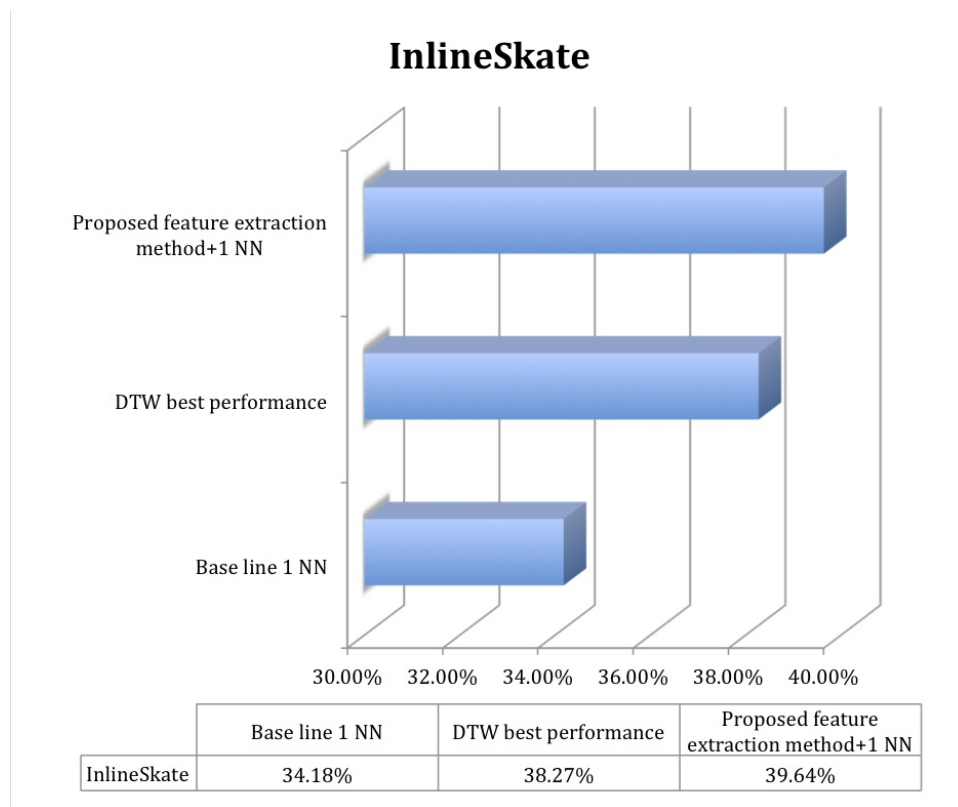 InlineSkate
Proposed feature extraction
method+1 NN
DTW best performance
Base line 1 NN
30.00% 32.00% 34.00% 36.00% 38.00% 40.00%
Base line 1 NN DTW best performance Proposed feature
extraction method+1 NN
InlineSkate 34.18% 38.27% 39.64%